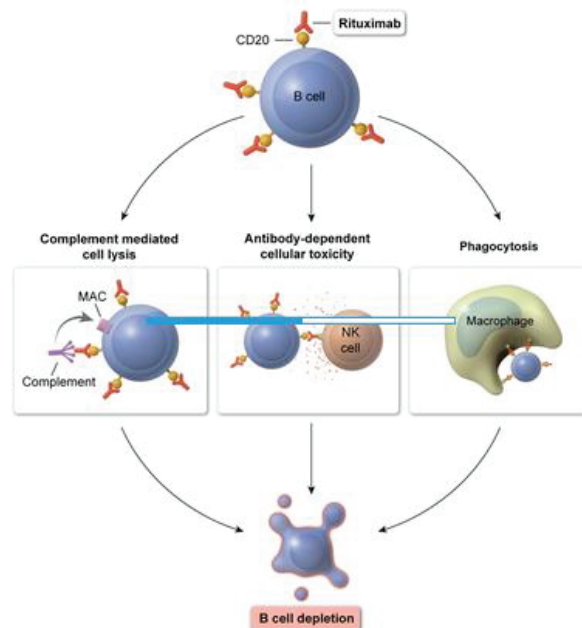 Rituximab
CD20
B cell
Complement mediated
cell lysis
Antibody-dependent
cellular toxicity
Phagocytosis
MAC
Complement
NK
cell
Macrophage
B cell depletion